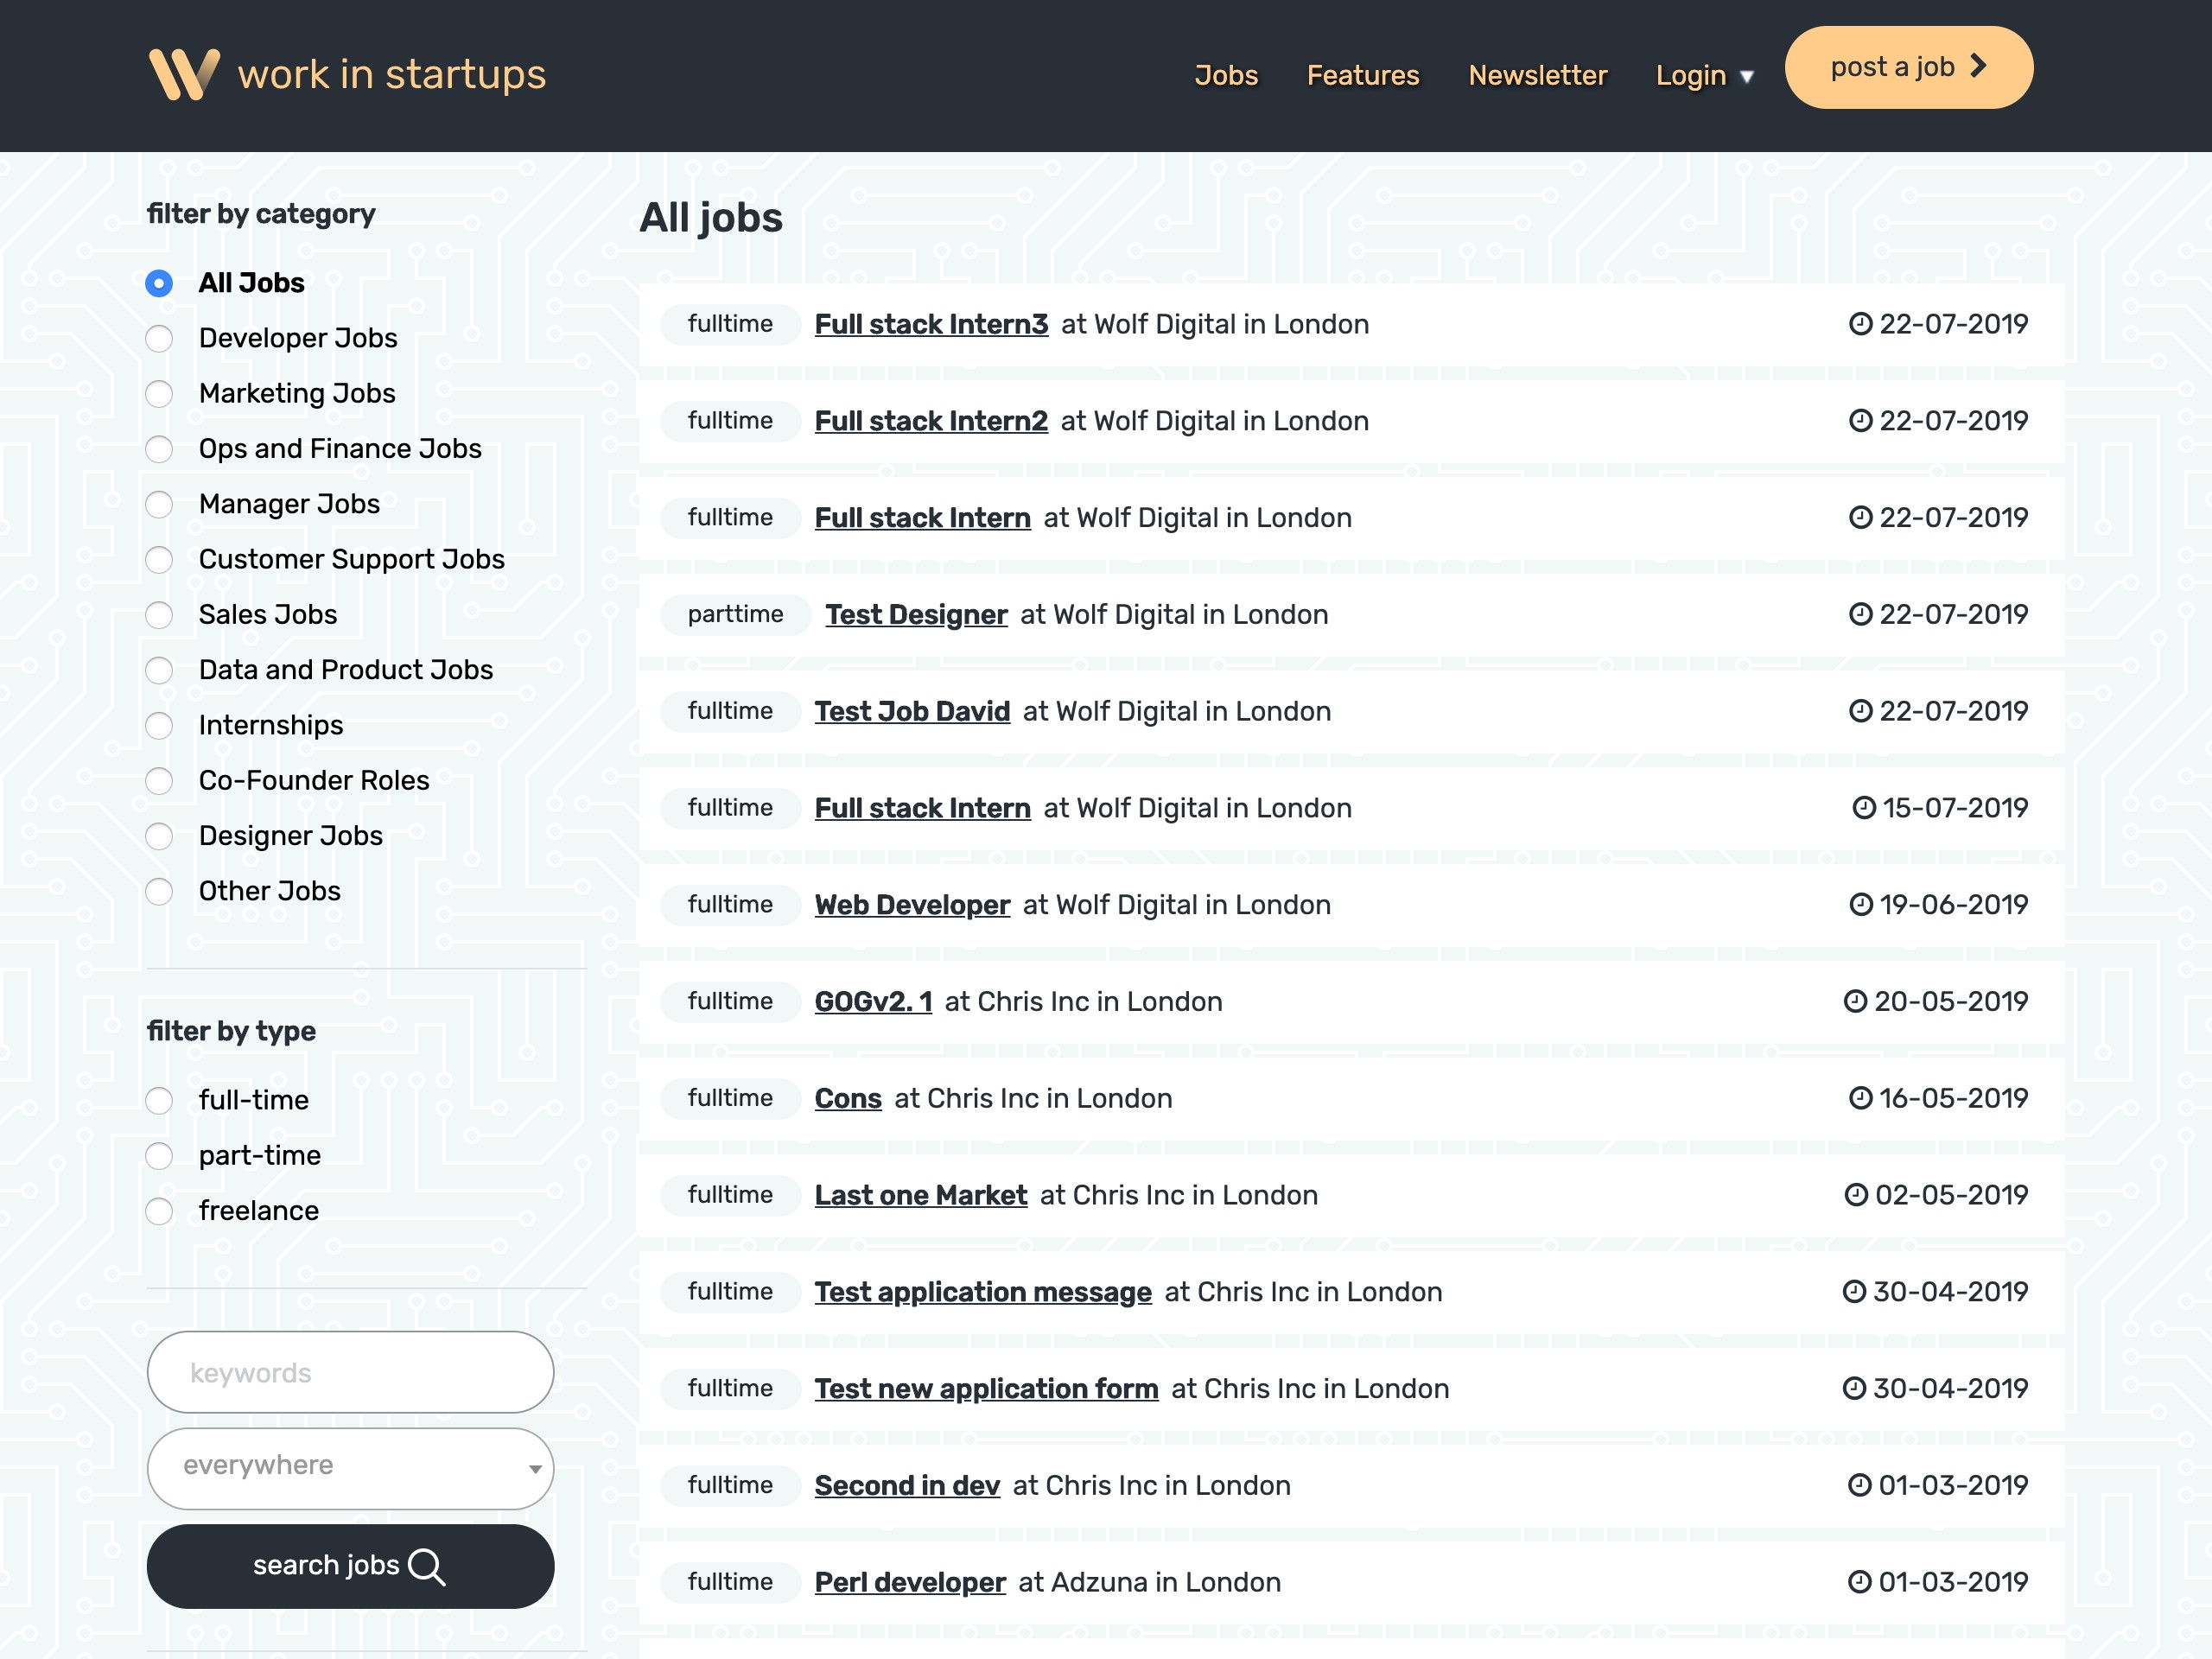 work in startups
Jobs Features Newsletter Login ▼ post a job
filter by category
All Jobs
Developer Jobs
Marketing Jobs
Ops and Finance Jobs
Manager Jobs
Customer Support Jobs
Sales Jobs
Data and Product Jobs
Internships
Co-Founder Roles
Designer Jobs
Other Jobs
filter by type
full-time
part-time
freelance
keywords
everywhere
search jobs
All jobs
fulltime Full stack Intern3 at Wolf Digital in London 22-07-2019
fulltime Full stack Intern2 at Wolf Digital in London 22-07-2019
fulltime Full stack Intern at Wolf Digital in London 22-07-2019
parttime Test Designer at Wolf Digital in London 22-07-2019
fulltime Test Job David at Wolf Digital in London 22-07-2019
fulltime Full stack Intern at Wolf Digital in London 15-07-2019
fulltime Web Developer at Wolf Digital in London 19-06-2019
fulltime GOGv2. 1 at Chris Inc in London 20-05-2019
fulltime Cons at Chris Inc in London 16-05-2019
fulltime Last one Market at Chris Inc in London 02-05-2019
fulltime Test application message at Chris Inc in London 30-04-2019
fulltime Test new application form at Chris Inc in London 30-04-2019
fulltime Second in dev at Chris Inc in London 01-03-2019
fulltime Perl developer at Adzuna in London 01-03-2019